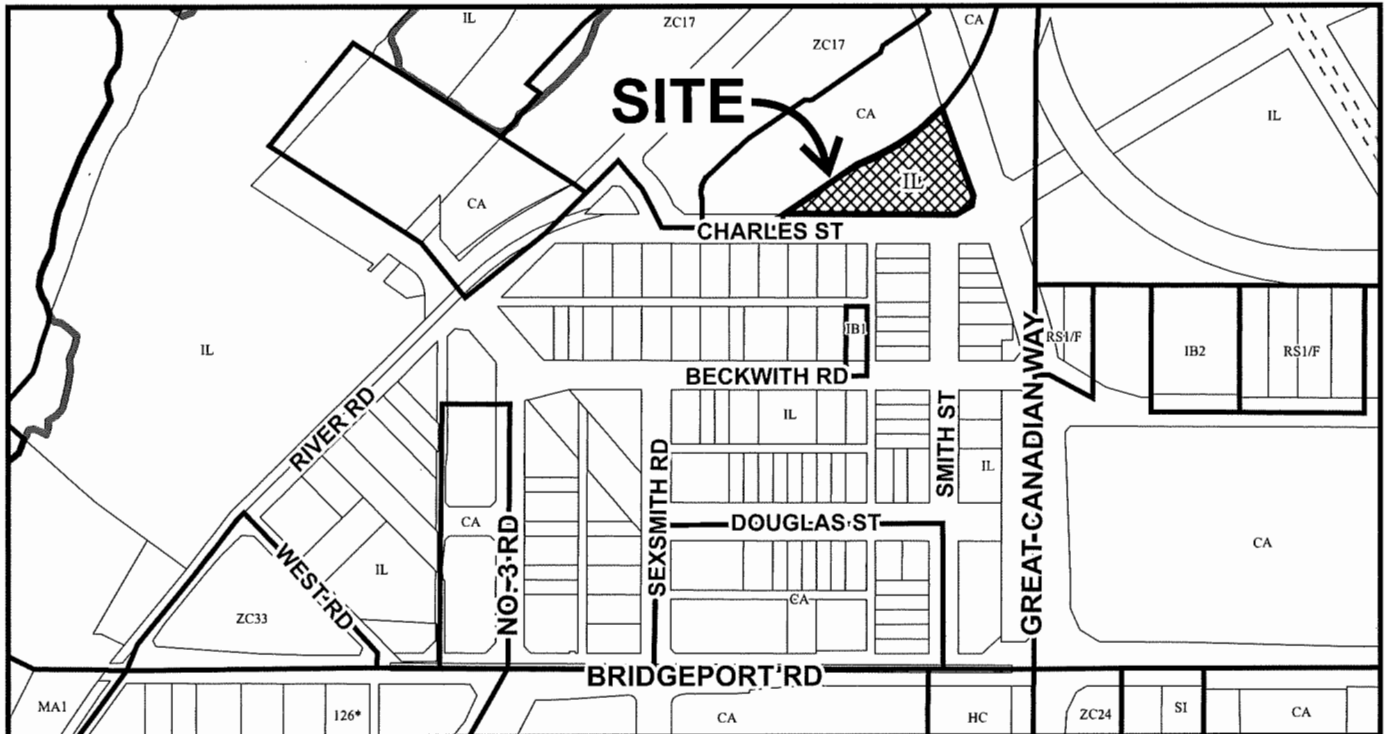 IL
ZC17
CA
ZC17
SITE
CA
IL
IL
CA
CHARLES ST
IB1
RS1/F
IL
IB2
RS1/F
BECKWITH RD
IL
RIVER RD
SMITH ST
GREAT CANADIAN WAY
SEXSMITH RD
IL
CA
NO. 3 RD
DOUGLAS ST
CA
WEST RD
IL
CA
ZC33
BRIDGEPORT RD
MA1
126*
CA
HC
ZC24
SI
CA